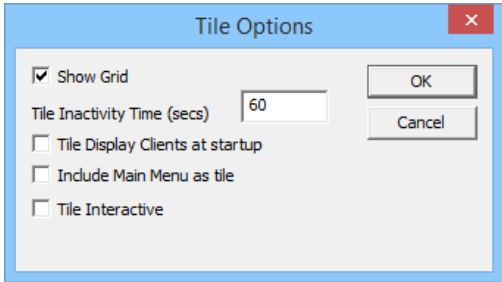 Tile Options
Show Grid
OK
Tile Inactivity Time (secs) 60
Cancel
Tile Display Clients at startup
Include Main Menu as tile
Tile Interactive